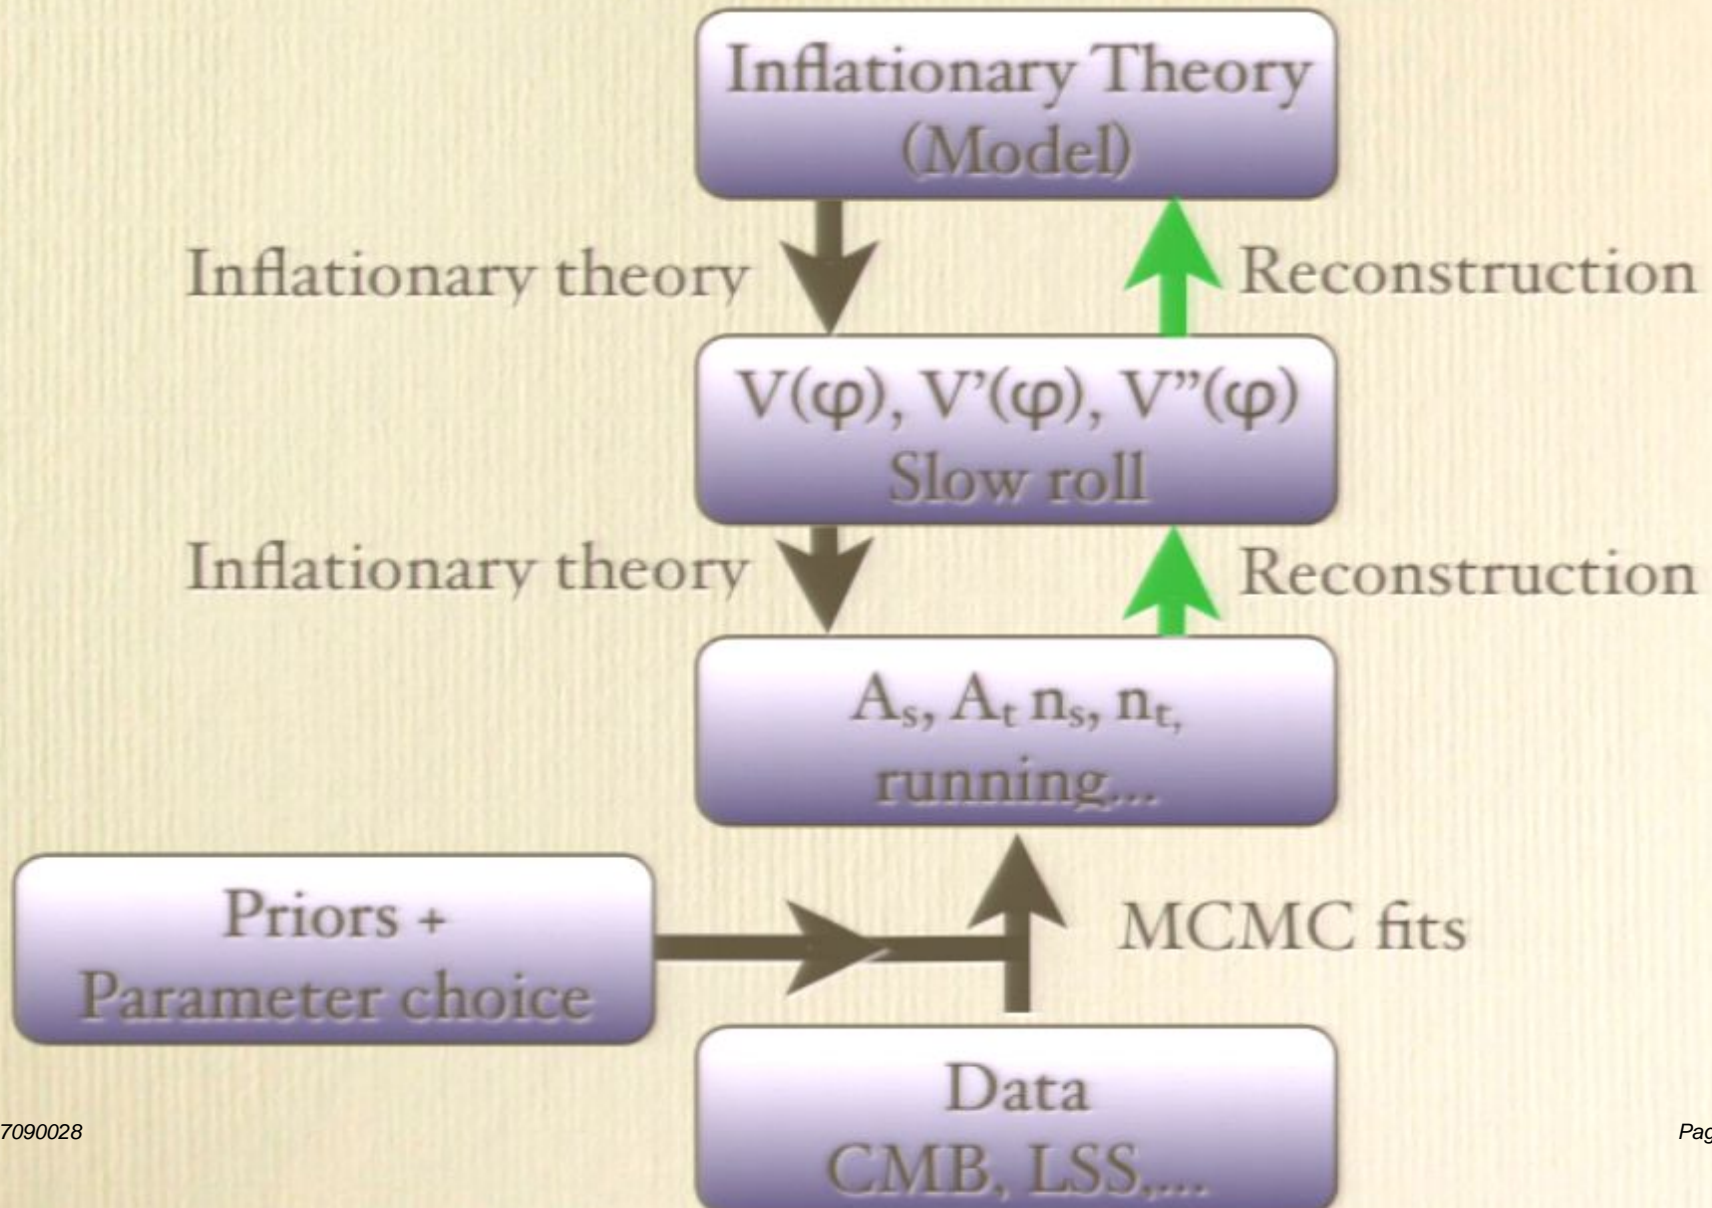 Inflationary Theory
(Model)
Inflationary theory
Reconstruction
V(φ), V’(φ), V”(φ)
Slow roll
Inflationary theory
Reconstruction
Aₛ, Aₜ nₛ, nₜ,
running...
Priors +
Parameter choice
MCMC fits
Data
CMB, LSS,...
7090028
Pag